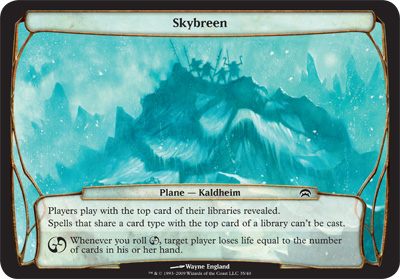 Skybreen
Plane — Kaldheim
Players play with the top card of their libraries revealed.
Spells that share a card type with the top card of a library can't be cast.
Whenever you roll , target player loses life equal to the number
of cards in his or her hand.
Wayne England
™ & © 1993–2009 Wizards of the Coast LLC 35/40